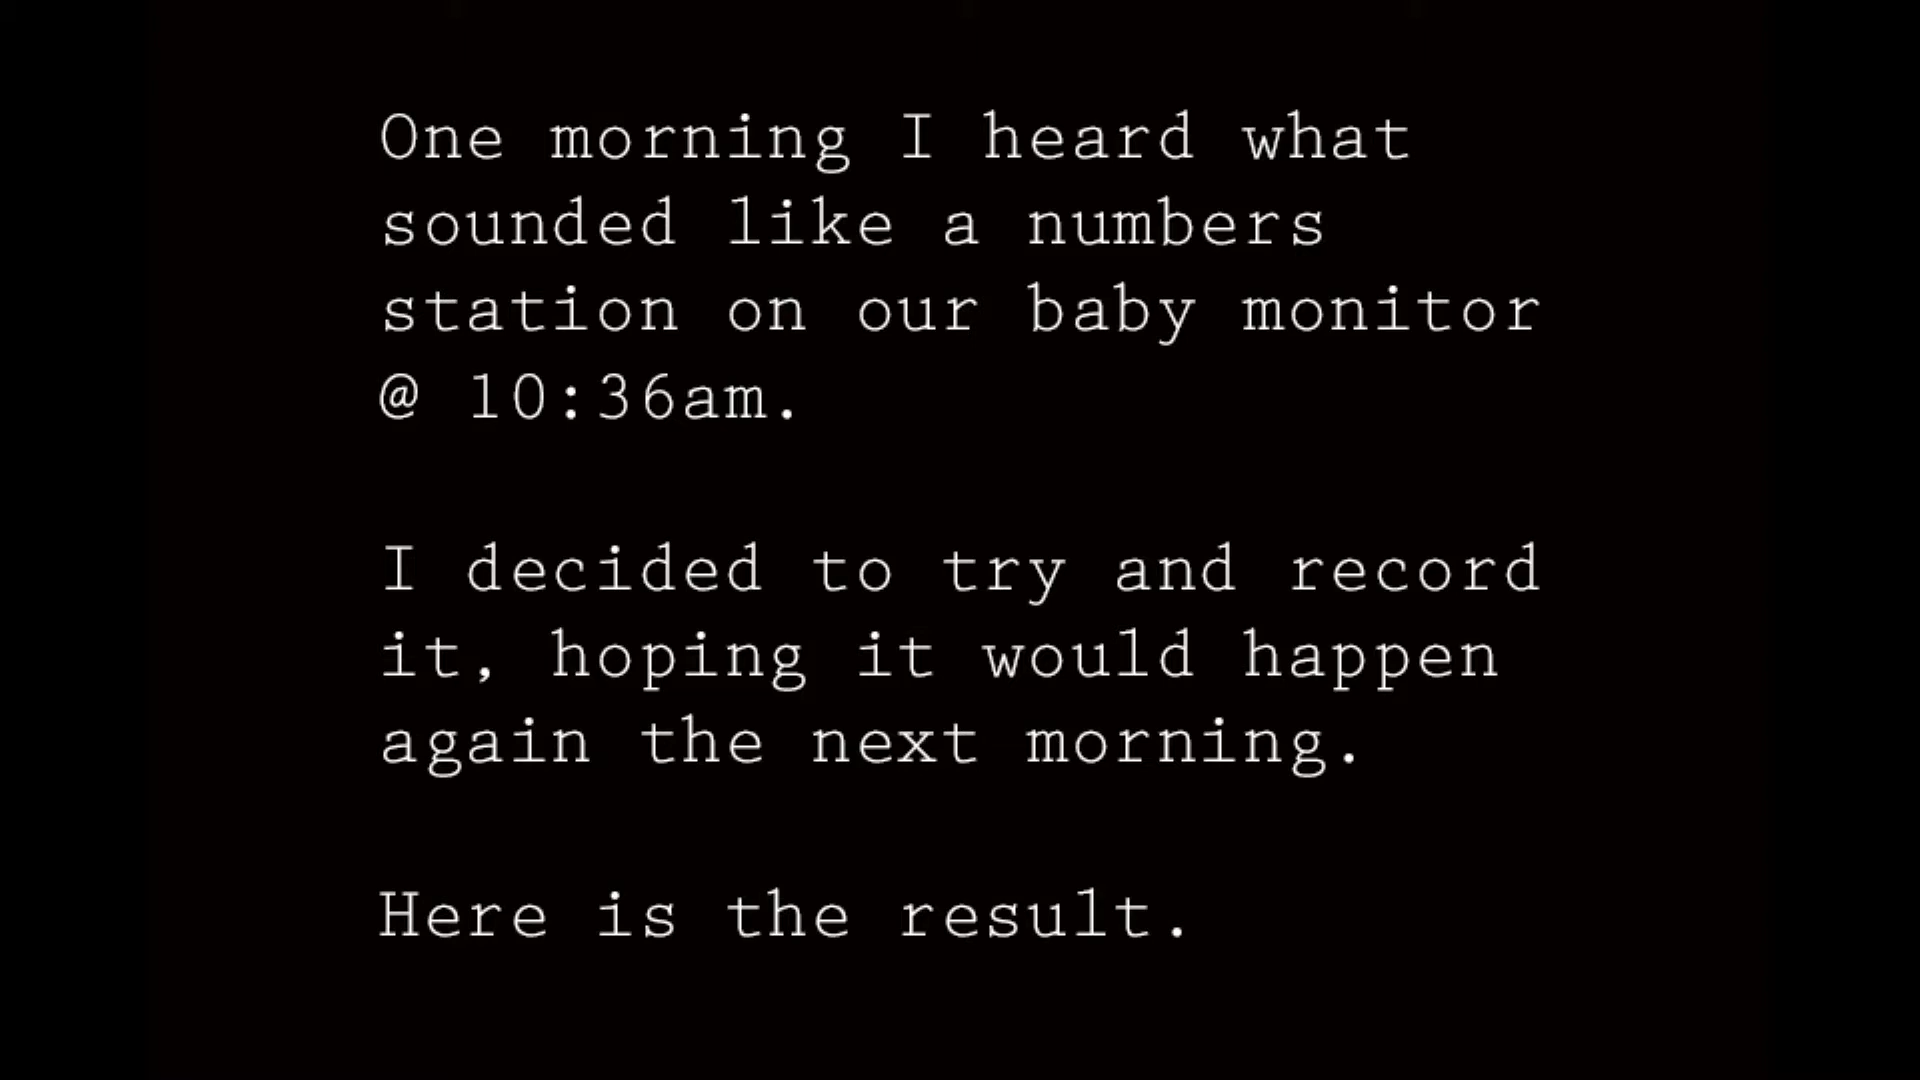 One morning I heard what
sounded like a numbers
station on our baby monitor
@ 10:36am.
I decided to try and record
it, hoping it would happen
again the next morning.
Here is the result.